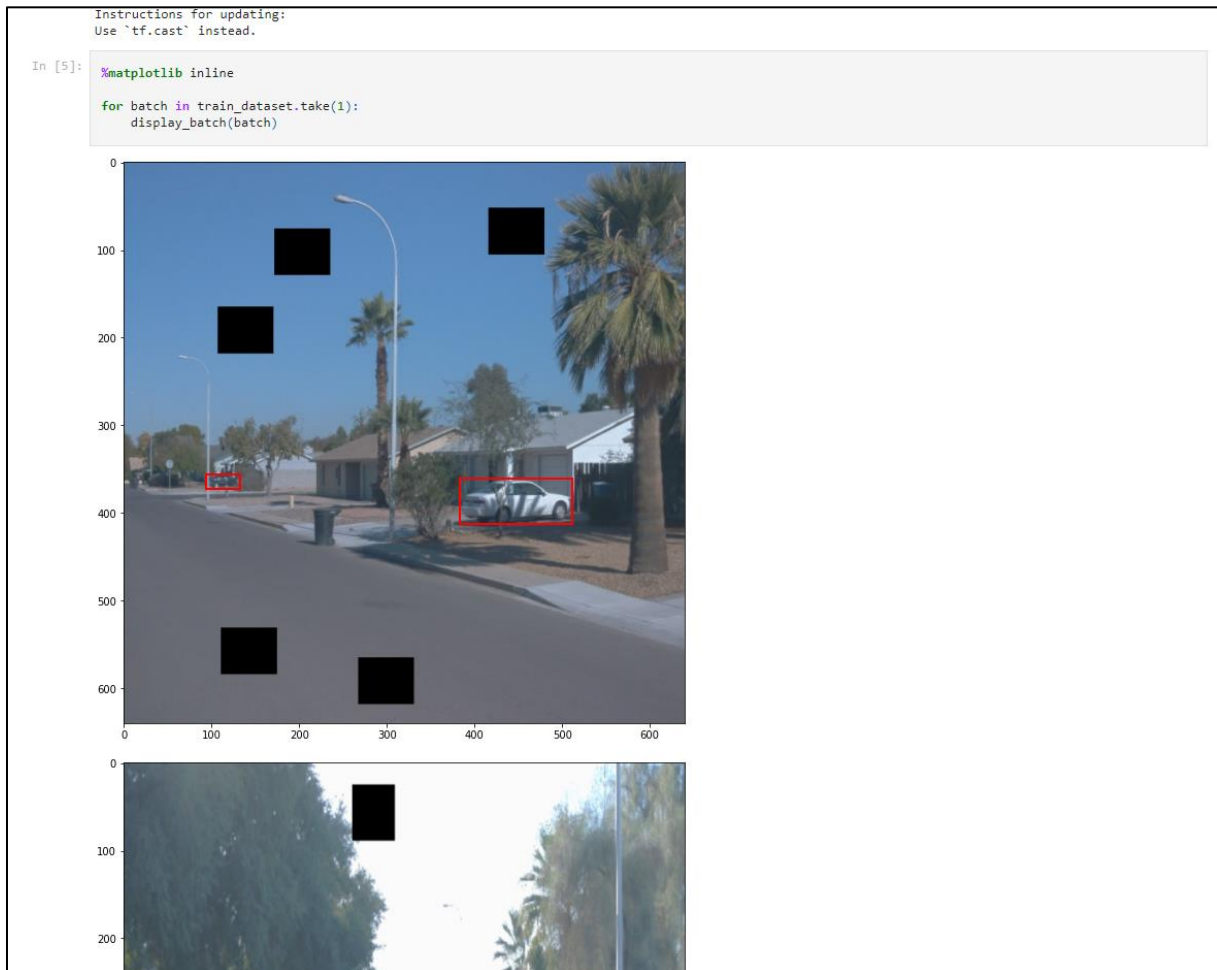 Instructions for updating:
Use `tf.cast` instead.
In [5]:
%matplotlib inline
for batch in train_dataset.take(1):
    display_batch(batch)
0
100
200
300
400
500
600
0 100 200 300 400 500 600
0
100
200